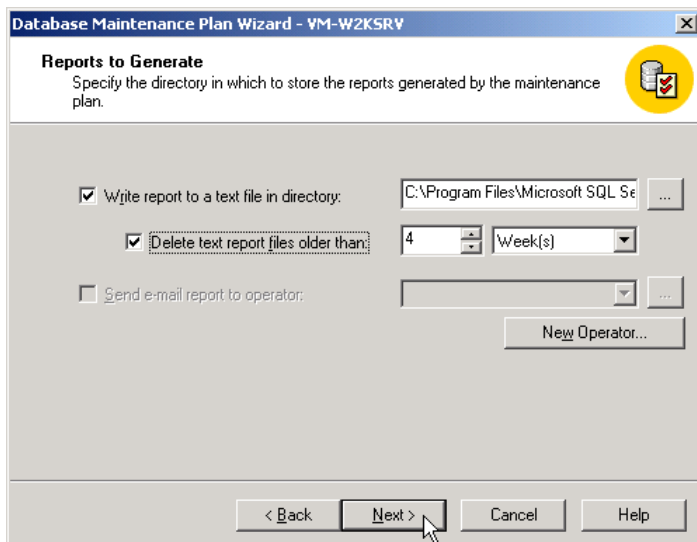 Database Maintenance Plan Wizard - VM-W2KSRV
Reports to Generate
Specify the directory in which to store the reports generated by the maintenance
plan.
Write report to a text file in directory: C:\Program Files\Microsoft SQL Se ...
Delete text report files older than: 4 Week(s)
Send e-mail report to operator: ...
New Operator...
< Back Next > Cancel Help